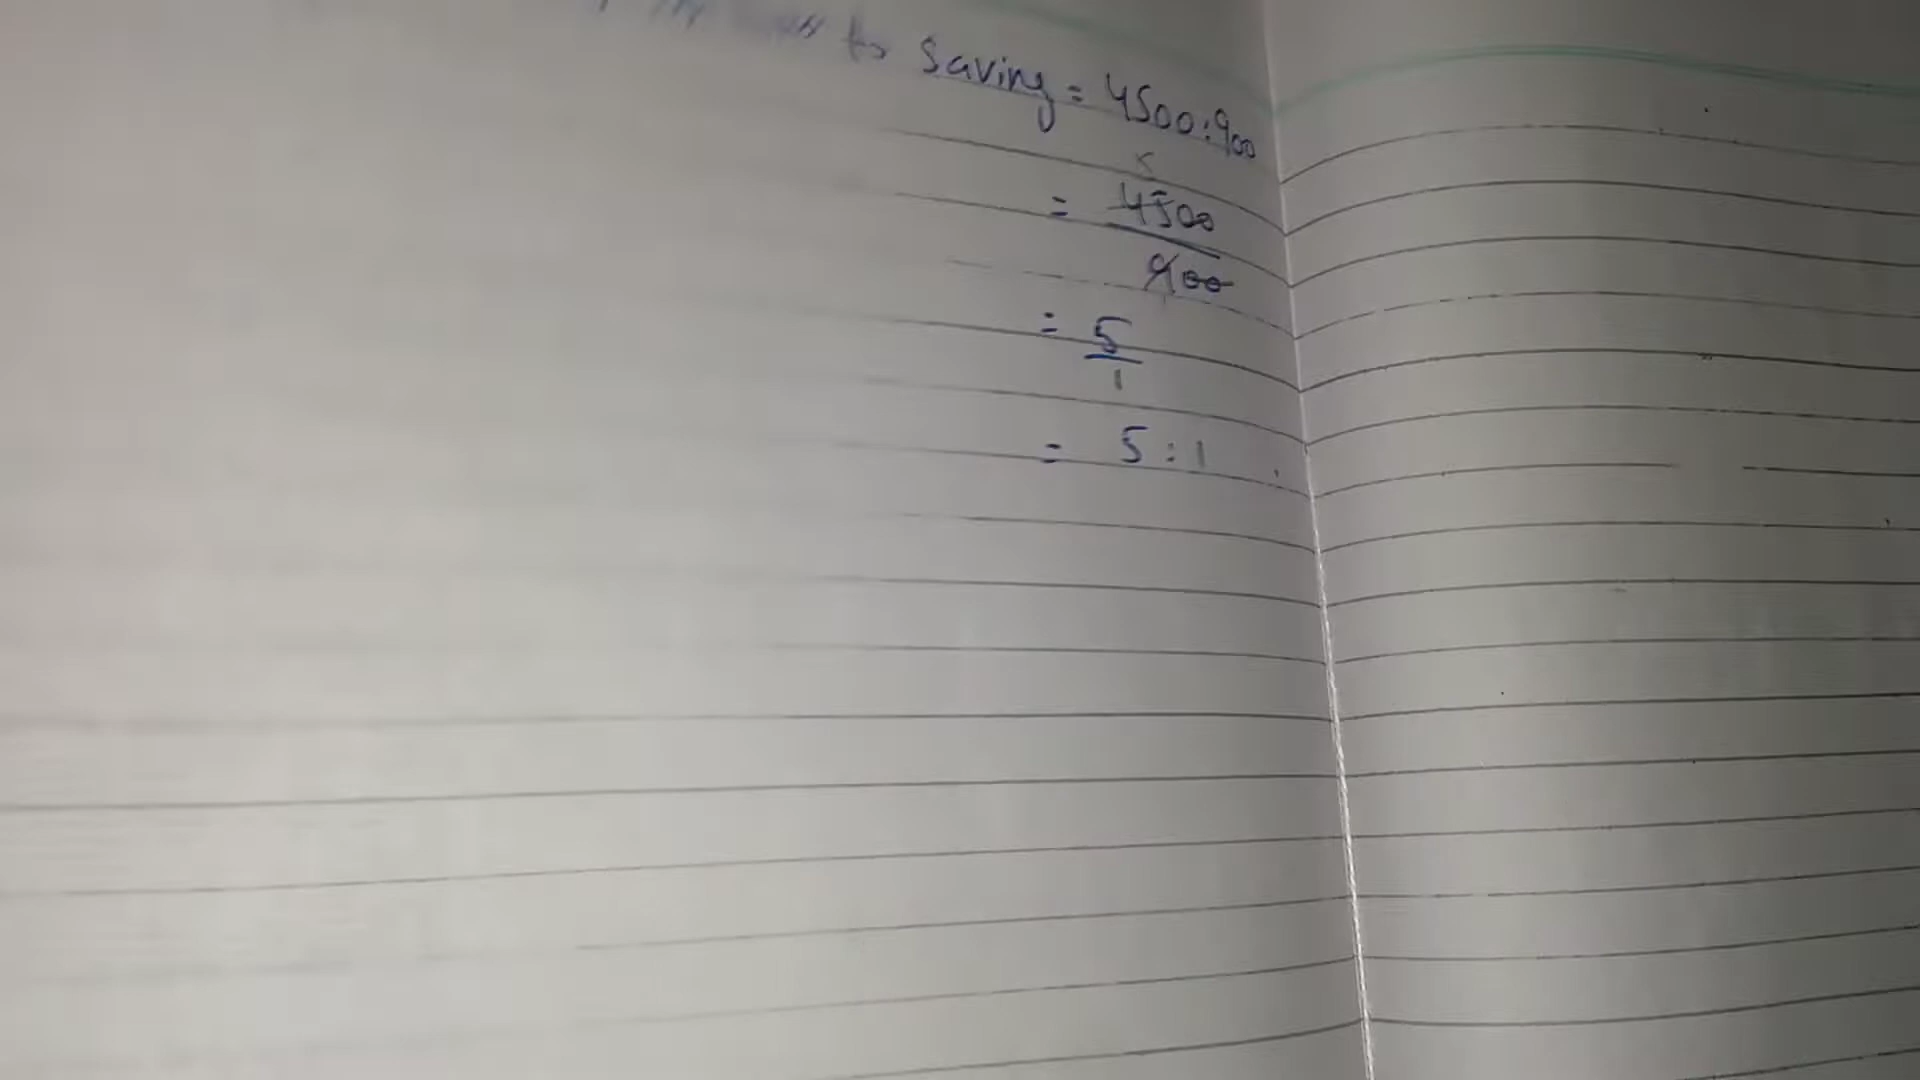 to saving = 4500:900
5
= 4500
900
= 5
1
= 5 : 1